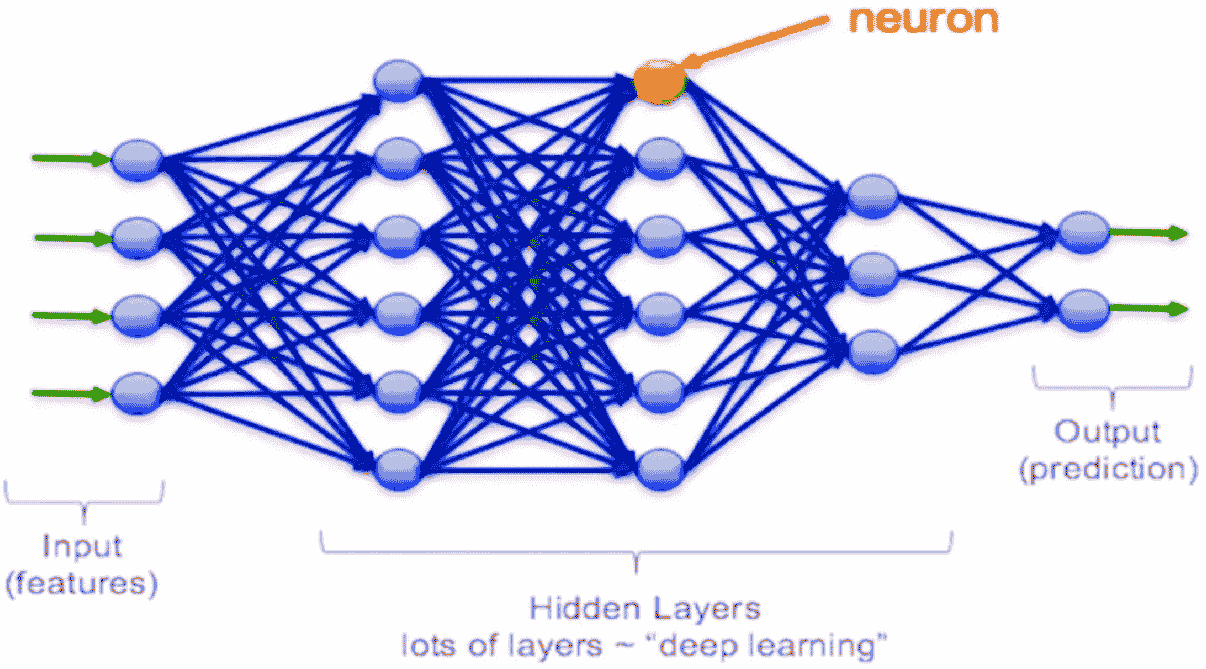 neuron
Input
(features)
Hidden Layers
lots of layers ~ “deep learning”
Output
(prediction)